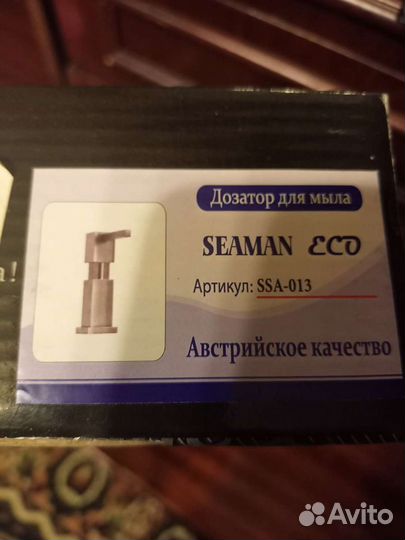 Дозатор для мыла
SEAMAN ECO
Артикул: SSA-013
Австрийское качество
Avito